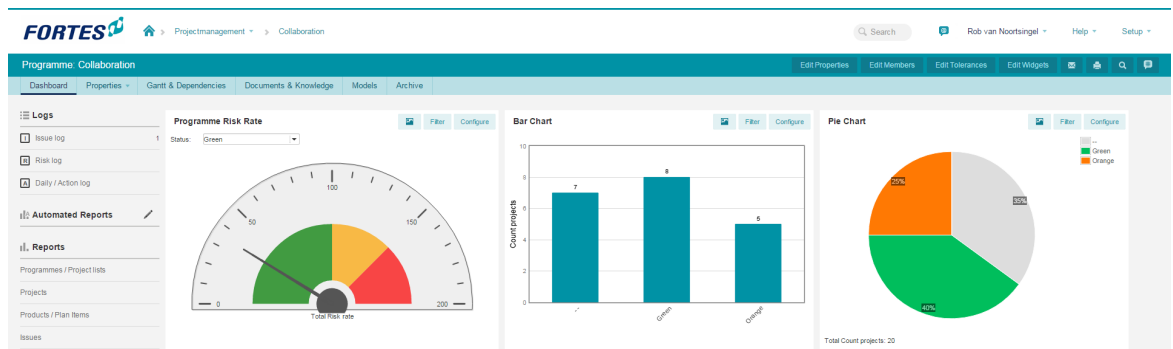 FORTES
Projectmanagement > Collaboration
Search
Rob van Noortsingel
Help
Setup
Programme: Collaboration
Edit Properties
Edit Members
Edit Tolerances
Edit Widgets
Dashboard
Properties
Gantt & Dependencies
Documents & Knowledge
Models
Archive
Logs
I Issue log 1
R Risk log
A Daily / Action log
Automated Reports
Reports
Programmes / Project lists
Projects
Products / Plan Items
Issues
Programme Risk Rate
Filter
Configure
Status: Green
0
50
100
150
200
Total Risk rate
Bar Chart
Filter
Configure
Count projects
10
8
6
4
2
0
7
8
5
--
Green
Orange
Pie Chart
Filter
Configure
--
Green
Orange
25%
35%
40%
Total Count projects: 20